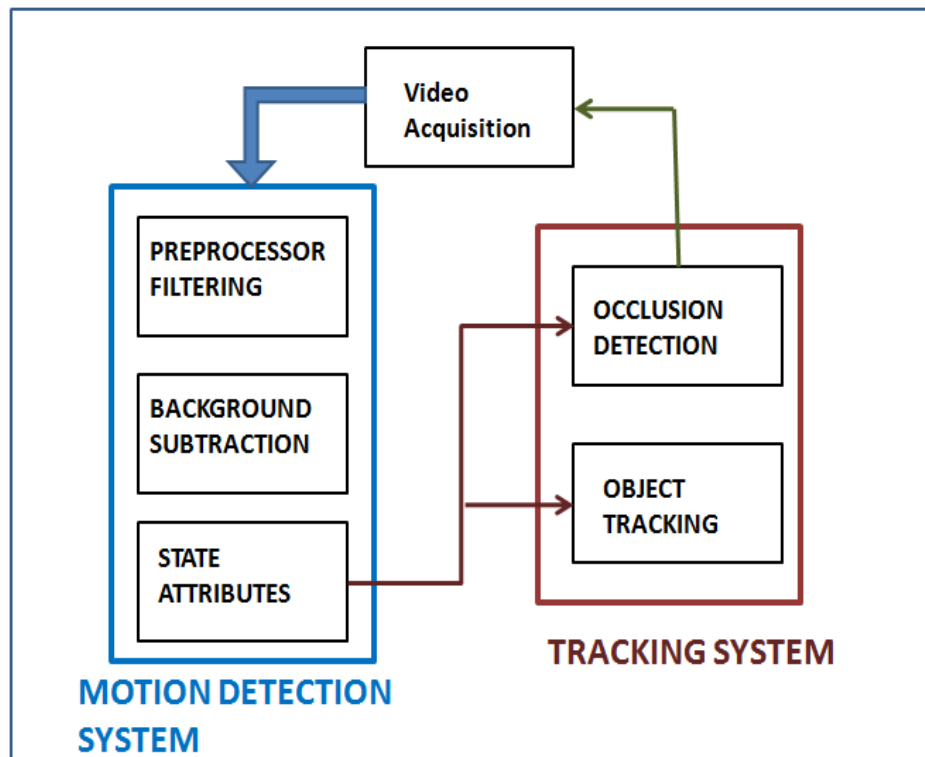 Video
Acquisition
PREPROCESSOR
FILTERING
BACKGROUND
SUBTRACTION
STATE
ATTRIBUTES
MOTION DETECTION
SYSTEM
OCCLUSION
DETECTION
OBJECT
TRACKING
TRACKING SYSTEM